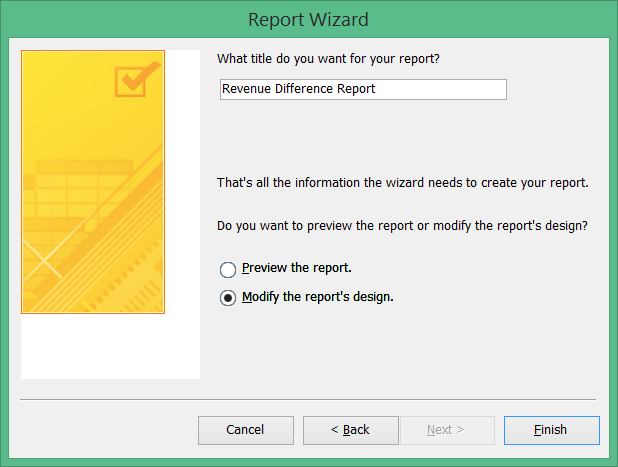 Report Wizard
What title do you want for your report?
Revenue Difference Report
That's all the information the wizard needs to create your report.
Do you want to preview the report or modify the report's design?
Preview the report.
Modify the report's design.
Cancel
< Back
Next >
Finish